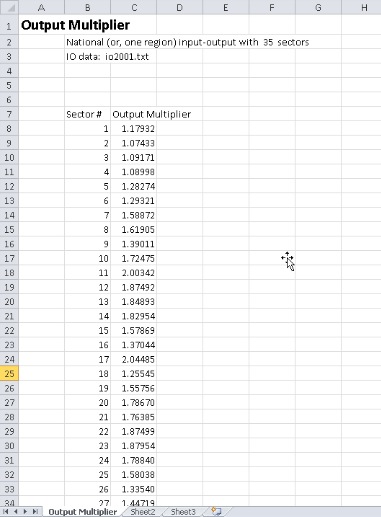 A B C D E F G H
1 Output Multiplier
2 National (or, one region) input-output with 35 sectors
3 IO data: io2001.txt
4
5
6
7 Sector # Output Multiplier
8 1 1.17932
9 2 1.07433
10 3 1.09171
11 4 1.08998
12 5 1.28274
13 6 1.29321
14 7 1.58872
15 8 1.61905
16 9 1.39011
17 10 1.72475
18 11 2.00342
19 12 1.87492
20 13 1.84893
21 14 1.82954
22 15 1.57869
23 16 1.37044
24 17 2.04485
25 18 1.25545
26 19 1.55756
27 20 1.78670
28 21 1.76385
29 22 1.87499
30 23 1.87954
31 24 1.78840
32 25 1.58038
33 26 1.33540
34 27 1.44719
Output Multiplier Sheet2 Sheet3